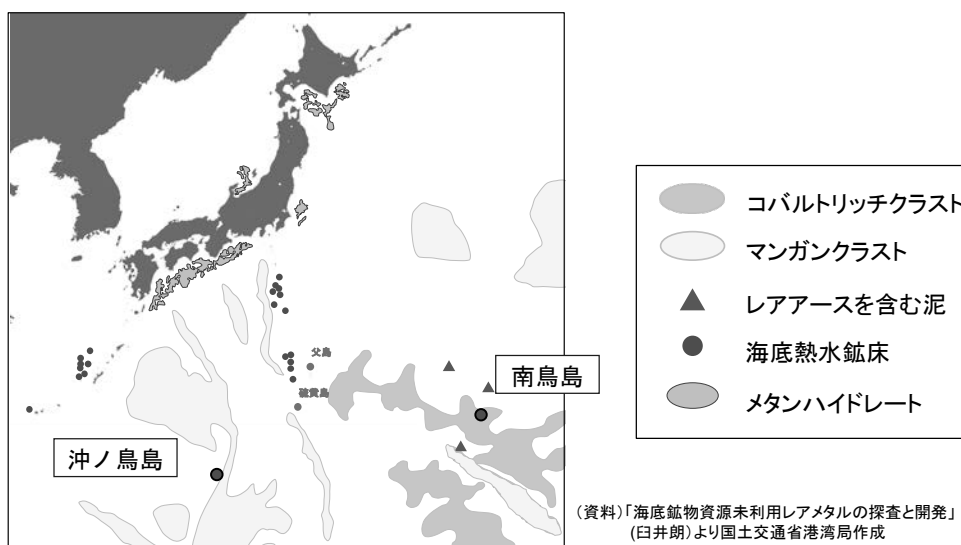 父島
硫黄島
南鳥島
沖ノ鳥島
コバルトリッチクラスト
マンガンクラスト
レアアースを含む泥
海底熱水鉱床
メタンハイドレート
(資料)「海底鉱物資源未利用レアメタルの探査と開発」
(臼井朗)より国土交通省港湾局作成